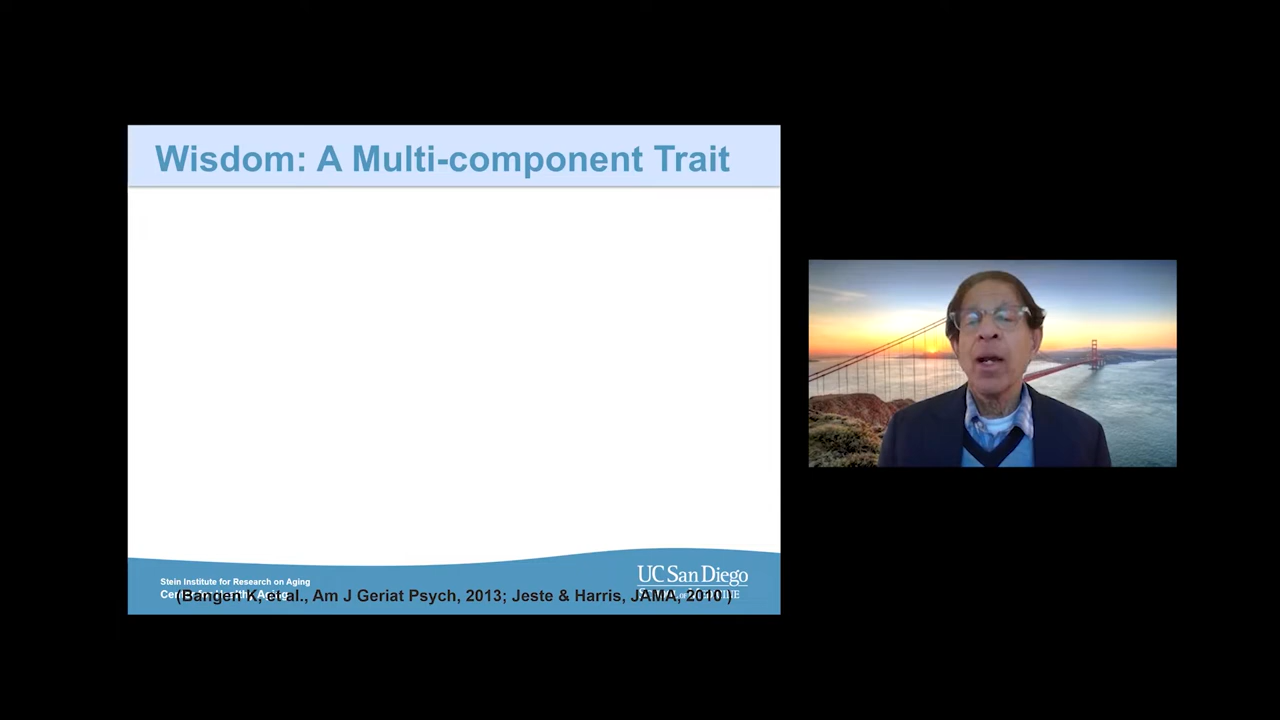 Wisdom: A Multi-component Trait
Stein Institute for Research on Aging
UC San Diego
(Bangen K, et al., Am J Geriat Psych, 2013; Jeste & Harris, JAMA, 2010 )